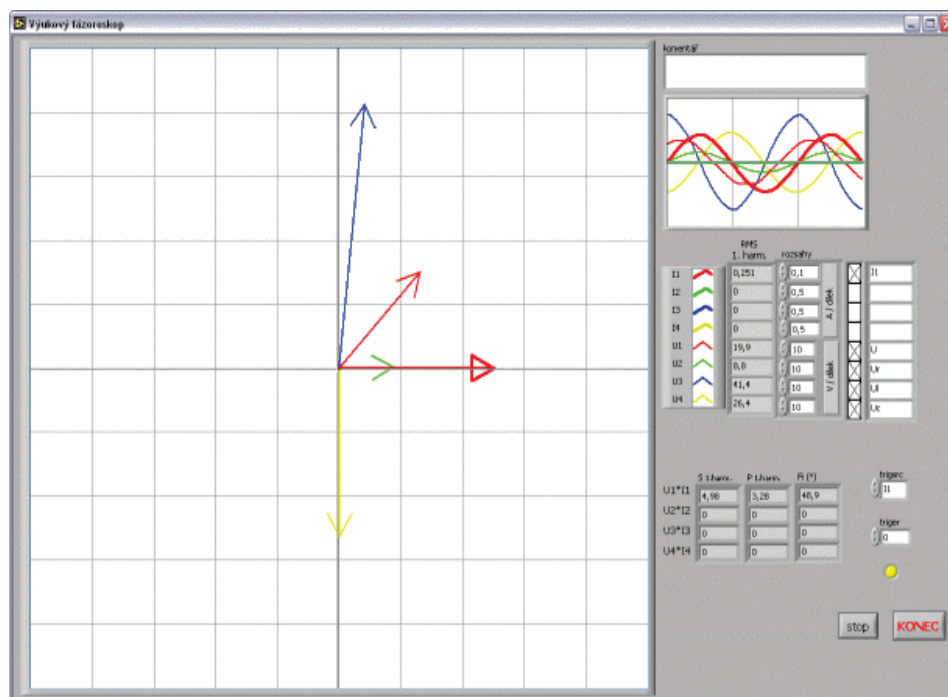 Výukový fázoroskop
komentář
RMS
1. harm. rozsahy
I1 0,251 0,1 I1
I2 0 0,5
I3 0 0,5
I4 0 0,5
A / dílek
U1 19,9 10 U
U2 8,8 10 Ur
U3 41,4 10 Ul
U4 26,4 10 Uc
V / dílek
S 1.harm. P 1.harm. Fi (°)
U1*I1 4,98 3,28 48,9
U2*I2 0 0 0
U3*I3 0 0 0
U4*I4 0 0 0
trigerc
I1
triger
0
stop KONEC